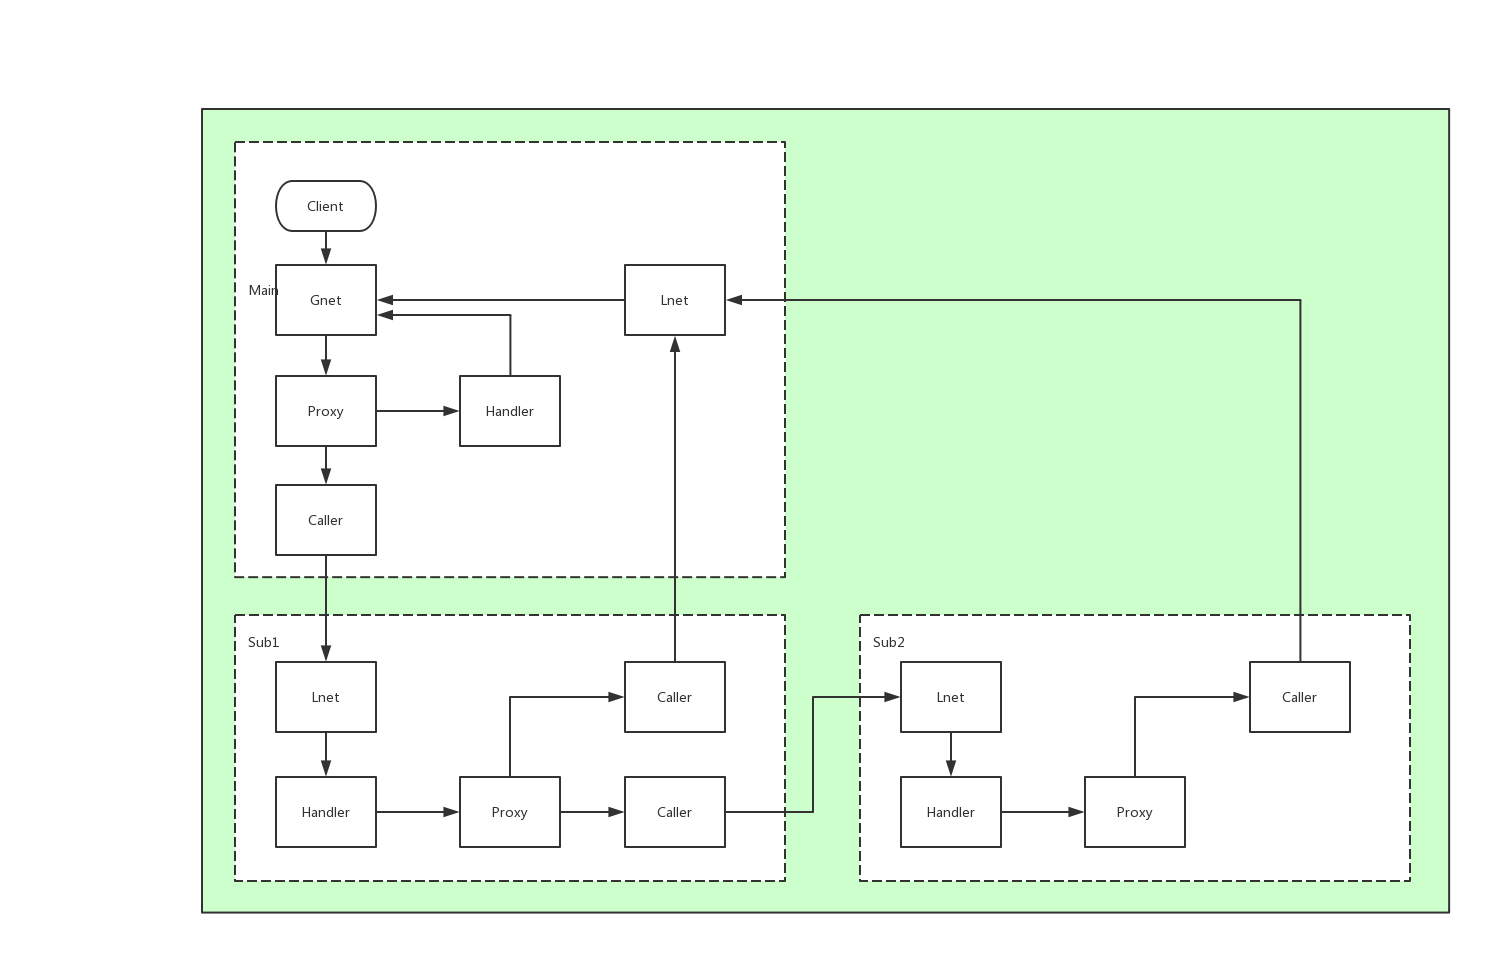 Client
Main
Gnet
Lnet
Proxy
Handler
Caller
Sub1
Lnet
Caller
Handler
Proxy
Caller
Sub2
Lnet
Caller
Handler
Proxy